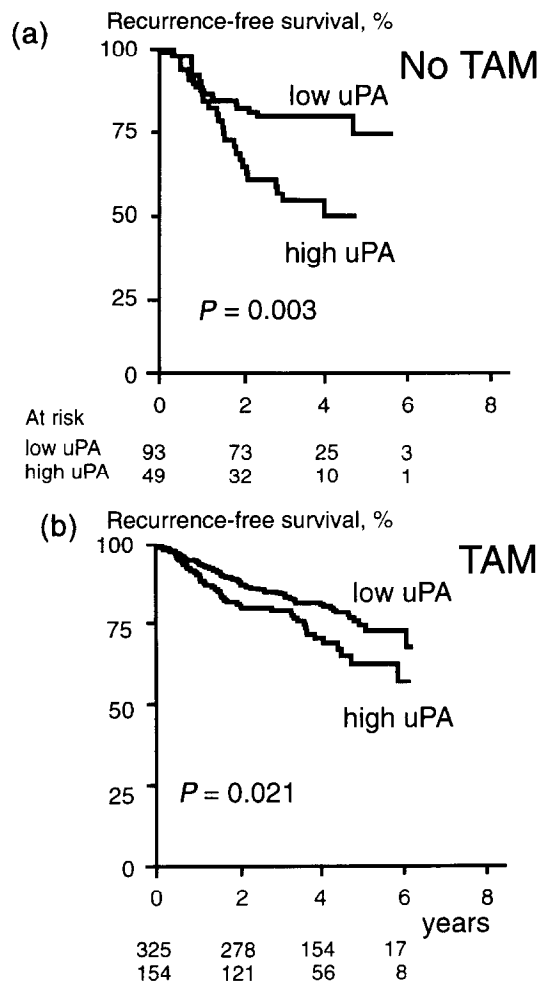 (a) Recurrence-free survival, %
No TAM
100
low uPA
75
50
high uPA
25
P = 0.003
0
0 2 4 6 8
At risk
low uPA 93 73 25 3
high uPA 49 32 10 1
(b) Recurrence-free survival, %
TAM
100
low uPA
75
high uPA
50
25
P = 0.021
0
0 2 4 6 8
years
325 278 154 17
154 121 56 8